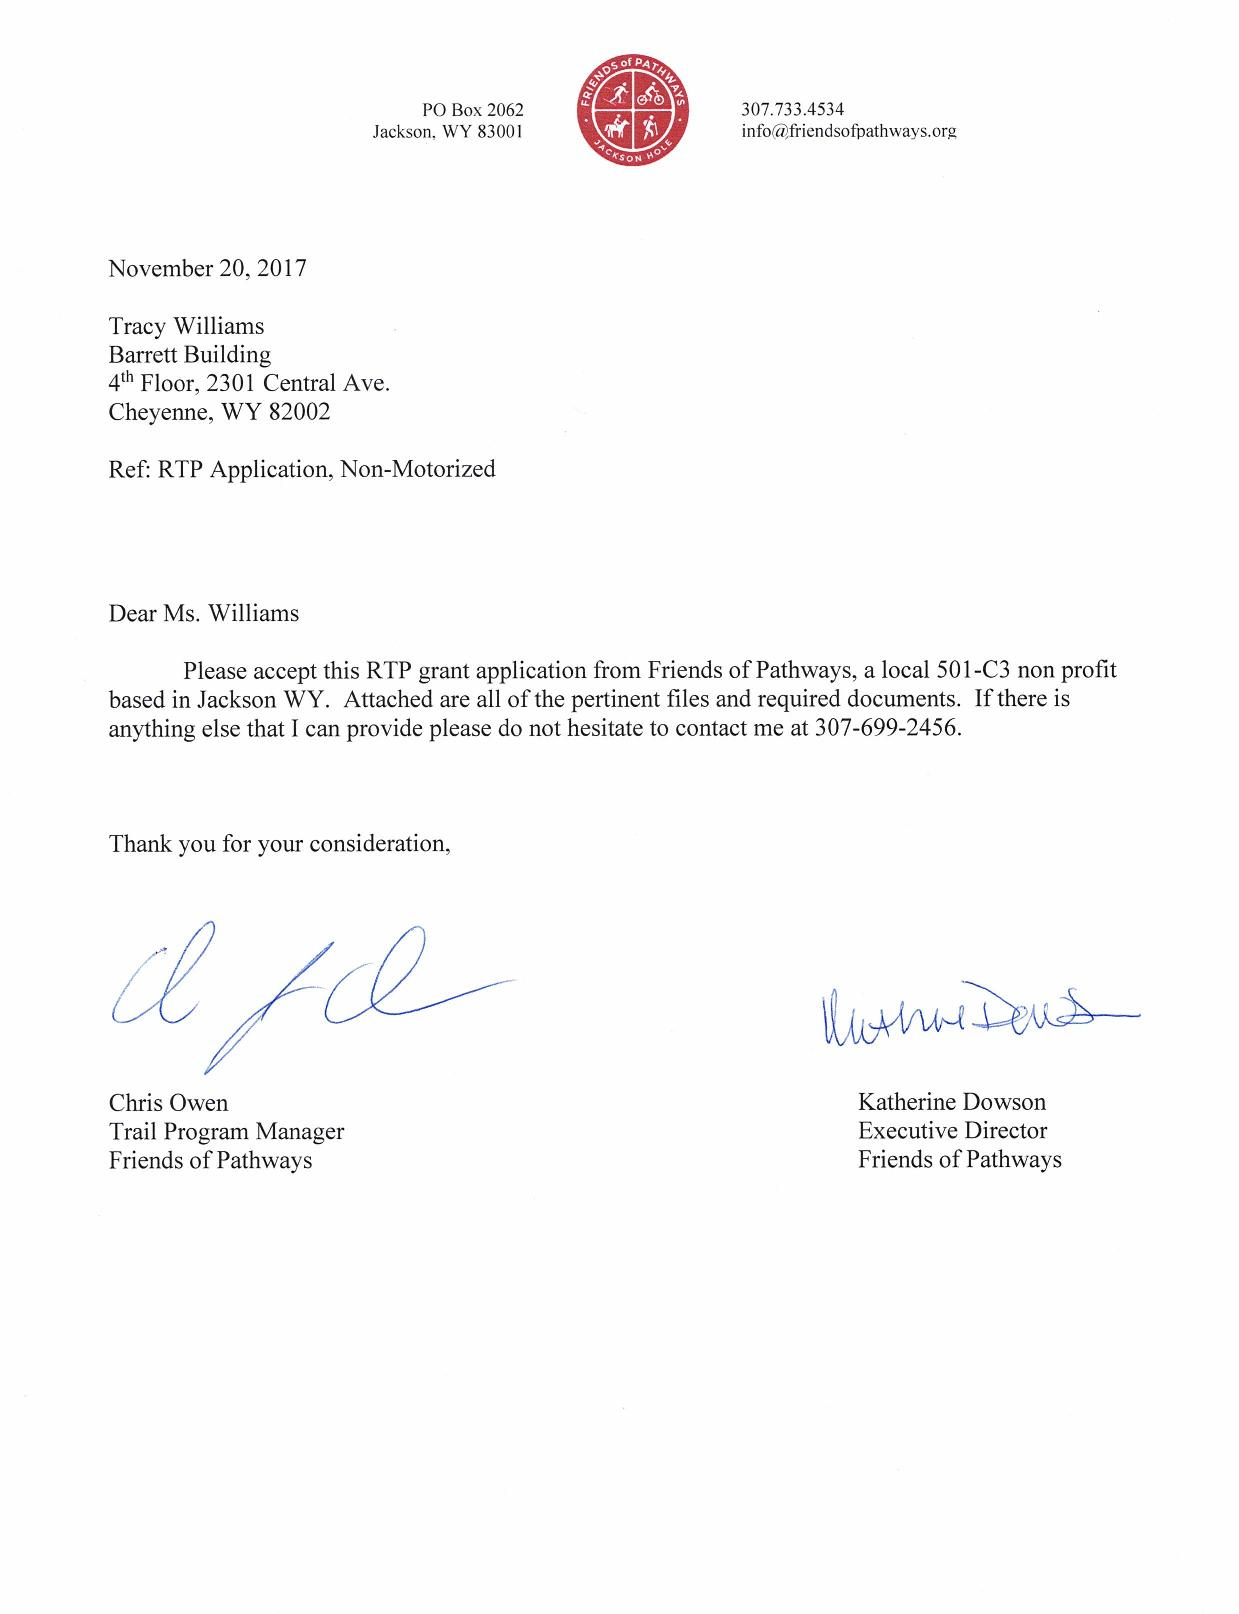 PO Box 2062
Jackson, WY 83001
FRIENDS of PATHWAYS
JACKSON HOLE
307.733.4534
info@friendsofpathways.org
November 20, 2017
Tracy Williams
Barrett Building
4th Floor, 2301 Central Ave.
Cheyenne, WY 82002
Ref: RTP Application, Non-Motorized
Dear Ms. Williams
Please accept this RTP grant application from Friends of Pathways, a local 501-C3 non profit
based in Jackson WY.  Attached are all of the pertinent files and required documents.  If there is
anything else that I can provide please do not hesitate to contact me at 307-699-2456.
Thank you for your consideration,
Chris Owen
Trail Program Manager
Friends of Pathways
Katherine Dowson
Executive Director
Friends of Pathways